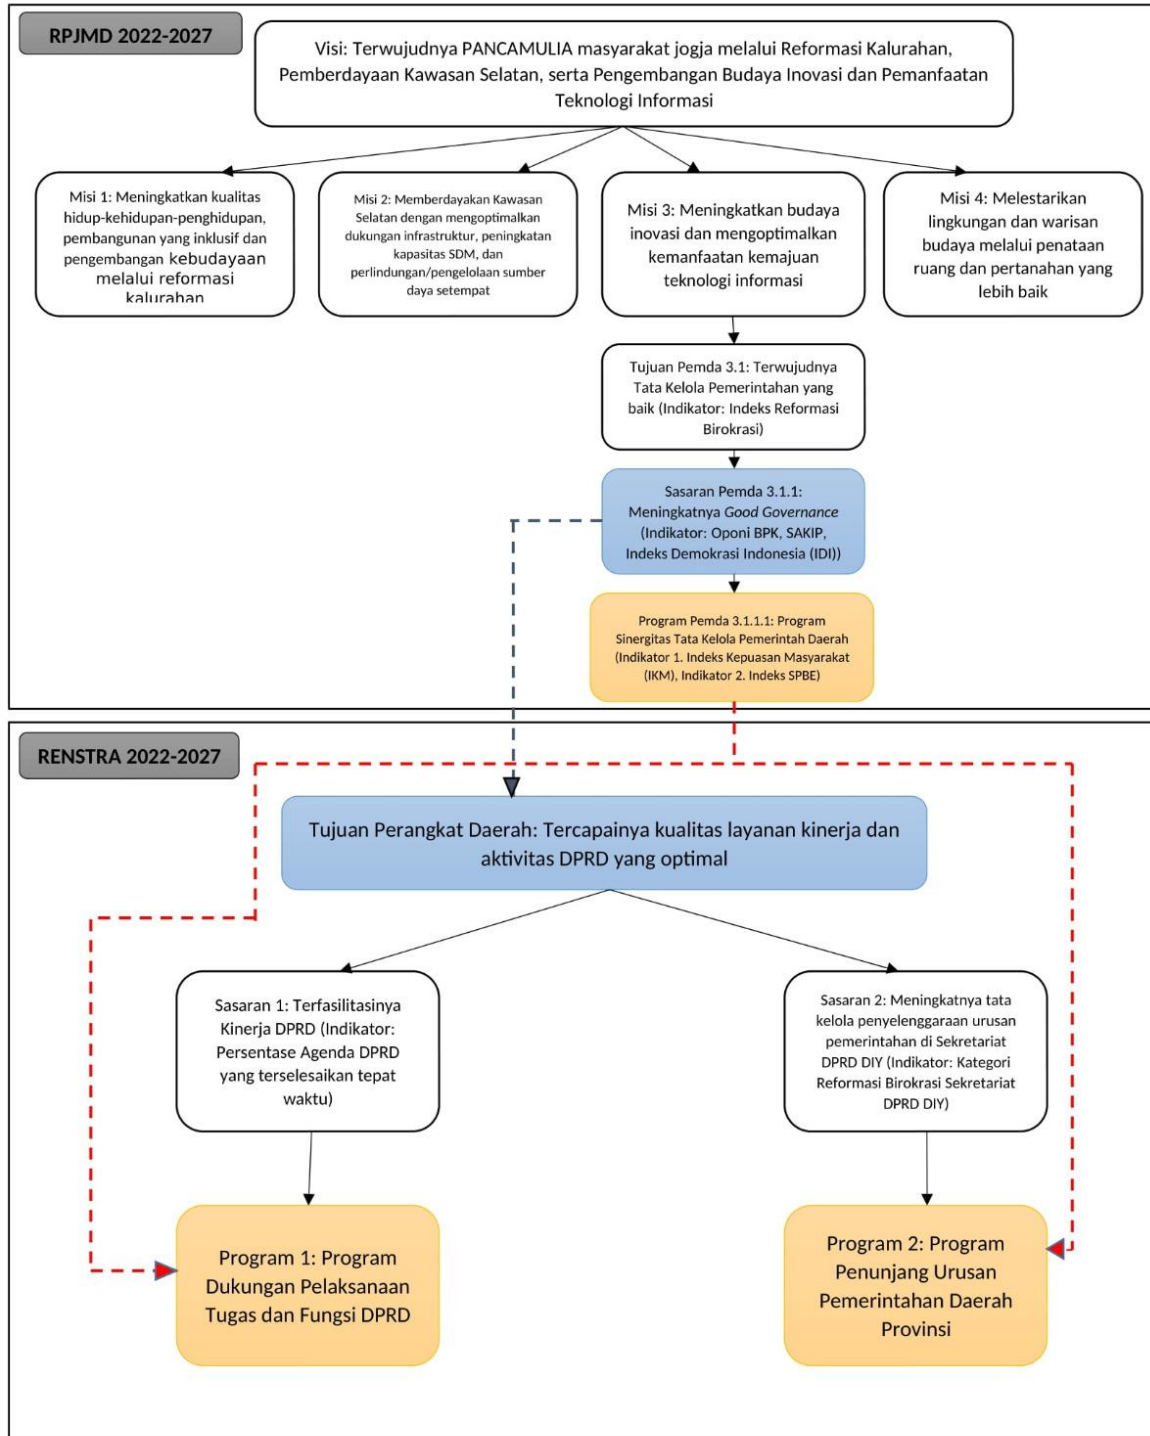 RPJMD 2022-2027
Visi: Terwujudnya PANCAMULIA masyarakat jogja melalui Reformasi Kalurahan,
Pemberdayaan Kawasan Selatan, serta Pengembangan Budaya Inovasi dan Pemanfaatan
Teknologi Informasi
Misi 1: Meningkatkan kualitas
hidup-kehidupan-penghidupan,
pembangunan yang inklusif dan
pengembangan kebudayaan
melalui reformasi
kalurahan
Misi 2: Memberdayakan Kawasan
Selatan dengan mengoptimalkan
dukungan infrastruktur, peningkatan
kapasitas SDM, dan
perlindungan/pengelolaan sumber
daya setempat
Misi 3: Meningkatkan budaya
inovasi dan mengoptimalkan
kemanfaatan kemajuan
teknologi informasi
Misi 4: Melestarikan
lingkungan dan warisan
budaya melalui penataan
ruang dan pertanahan yang
lebih baik
Tujuan Pemda 3.1: Terwujudnya
Tata Kelola Pemerintahan yang
baik (Indikator: Indeks Reformasi
Birokrasi)
Sasaran Pemda 3.1.1:
Meningkatnya Good Governance
(Indikator: Oponi BPK, SAKIP,
Indeks Demokrasi Indonesia (IDI))
Program Pemda 3.1.1.1: Program
Sinergitas Tata Kelola Pemerintah Daerah
(Indikator 1. Indeks Kepuasan Masyarakat
(IKM), Indikator 2. Indeks SPBE)
RENSTRA 2022-2027
Tujuan Perangkat Daerah: Tercapainya kualitas layanan kinerja dan
aktivitas DPRD yang optimal
Sasaran 1: Terfasilitasinya
Kinerja DPRD (Indikator:
Persentase Agenda DPRD
yang terselesaikan tepat
waktu)
Sasaran 2: Meningkatnya tata
kelola penyelenggaraan urusan
pemerintahan di Sekretariat
DPRD DIY (Indikator: Kategori
Reformasi Birokrasi Sekretariat
DPRD DIY)
Program 1: Program
Dukungan Pelaksanaan
Tugas dan Fungsi DPRD
Program 2: Program
Penunjang Urusan
Pemerintahan Daerah
Provinsi